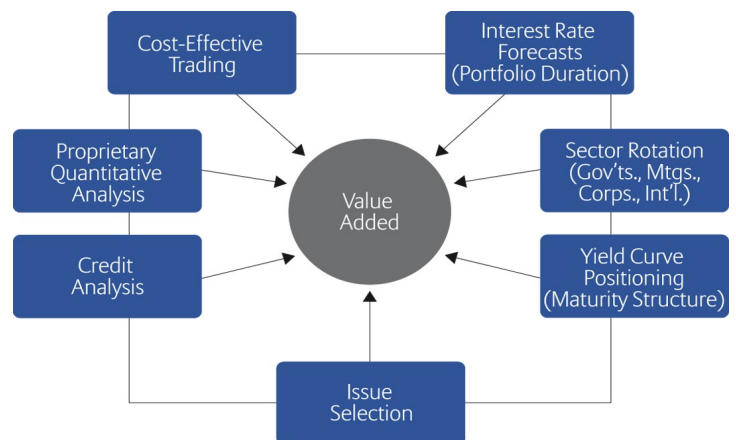 Cost-Effective
Trading
Interest Rate
Forecasts
(Portfolio Duration)
Proprietary
Quantitative
Analysis
Value
Added
Sector Rotation
(Gov'ts., Mtgs.,
Corps., Int'l.)
Credit
Analysis
Yield Curve
Positioning
(Maturity Structure)
Issue
Selection